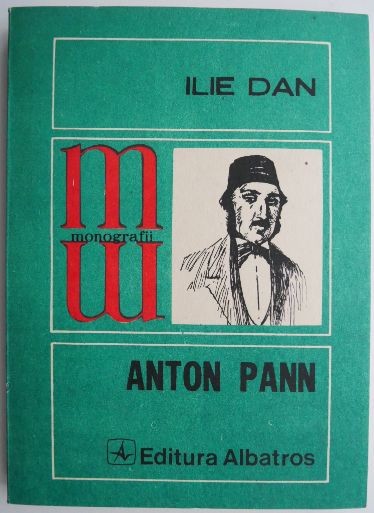 ILIE DAN
m
monografii
m
ANTON PANN
Editura Albatros